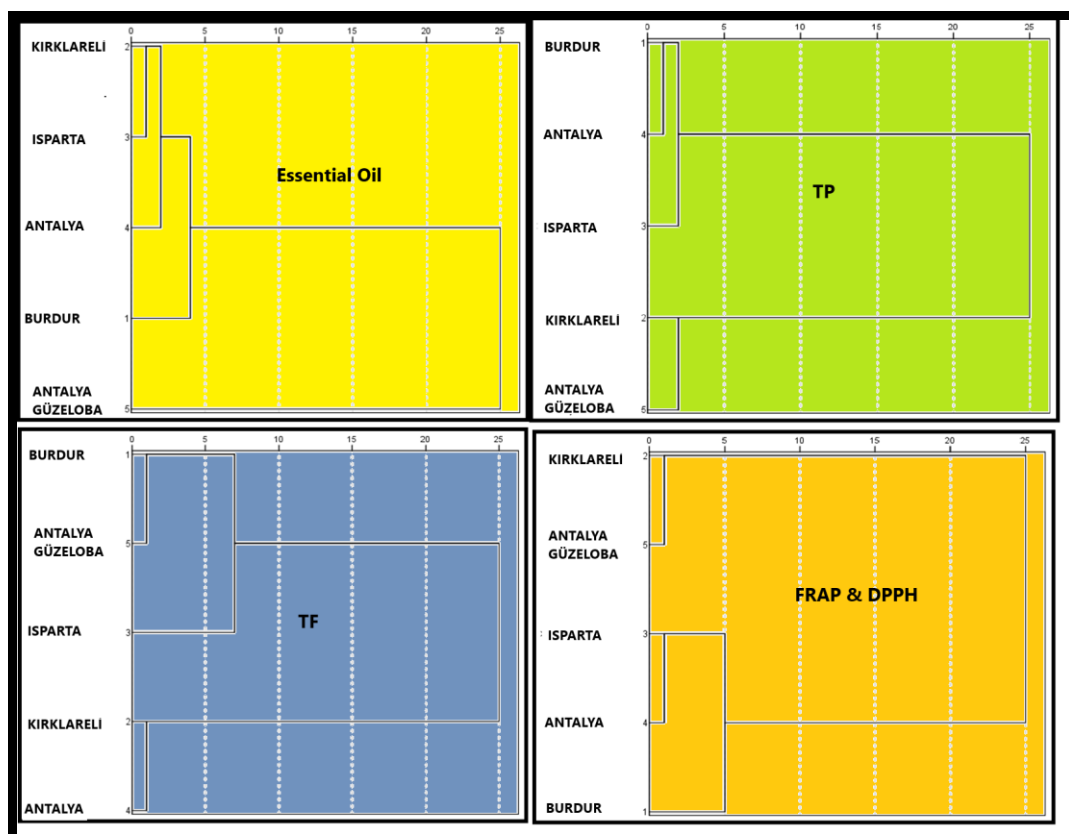 0 5 10 15 20 25
KIRKLARELİ 2
ISPARTA 3
Essential Oil
ANTALYA 4
BURDUR 1
ANTALYA
GÜZELOBA 5
0 5 10 15 20 25
BURDUR 1
ANTALYA 4
TP
ISPARTA 3
KIRKLARELİ 2
ANTALYA
GÜZELOBA 5
0 5 10 15 20 25
BURDUR 1
ANTALYA
GÜZELOBA 5
TF
ISPARTA 3
KIRKLARELİ 2
ANTALYA 4
0 5 10 15 20 25
KIRKLARELİ 2
ANTALYA
GÜZELOBA 5
FRAP & DPPH
ISPARTA 3
ANTALYA 4
BURDUR 1